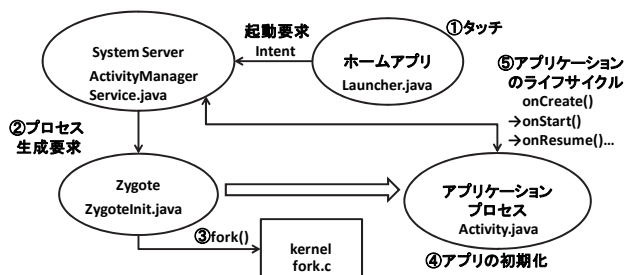 起動要求
Intent
①タッチ
System Server
ActivityManager
Service.java
ホームアプリ
Launcher.java
⑤アプリケーション
のライフサイクル
onCreate()
→onStart()
→onResume()...
②プロセス
生成要求
Zygote
ZygoteInit.java
アプリケーション
プロセス
Activity.java
③fork()
kernel
fork.c
④アプリの初期化